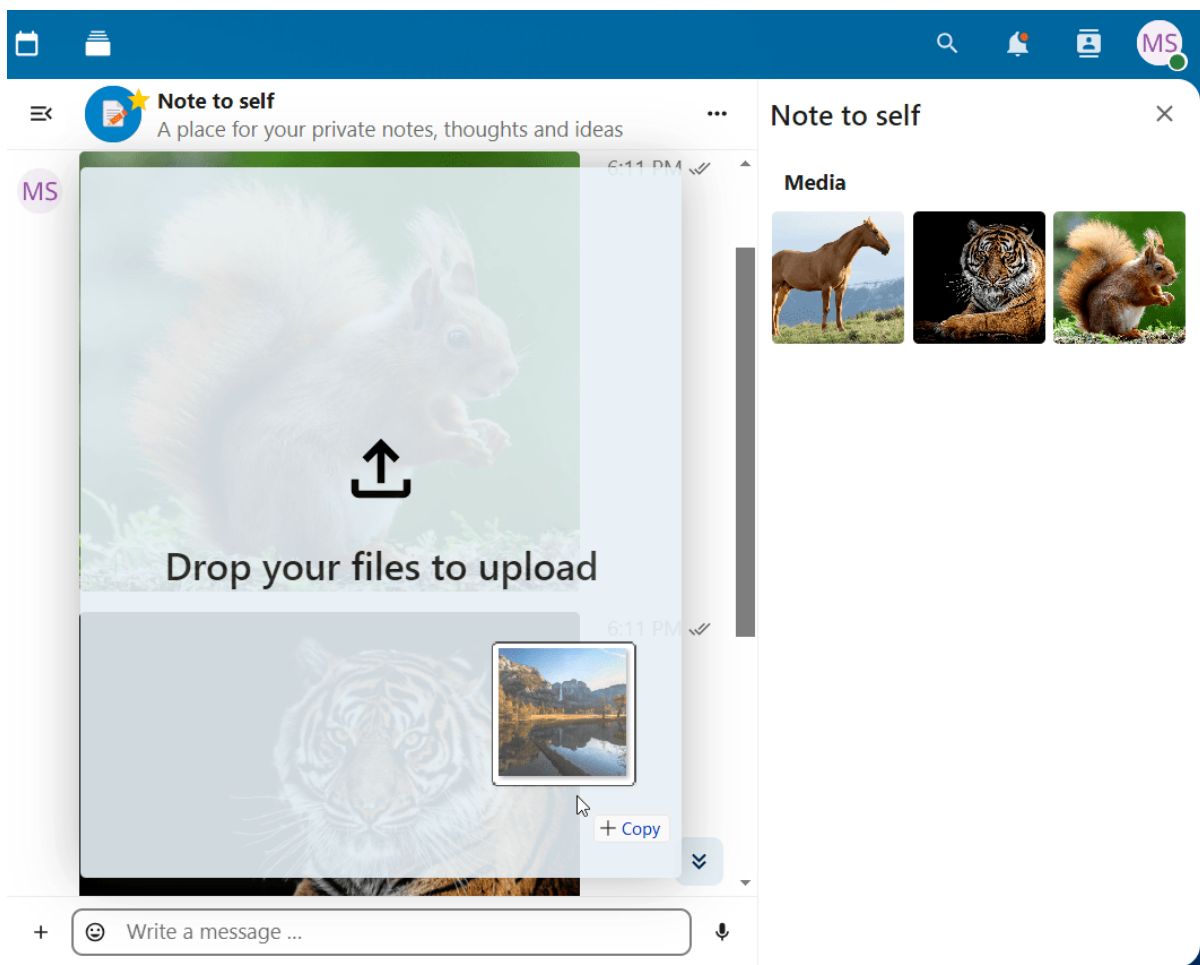 MS
Note to self
A place for your private notes, thoughts and ideas
Note to self
Media
MS
6:11 PM
Drop your files to upload
6:11 PM
+ Copy
Write a message ...